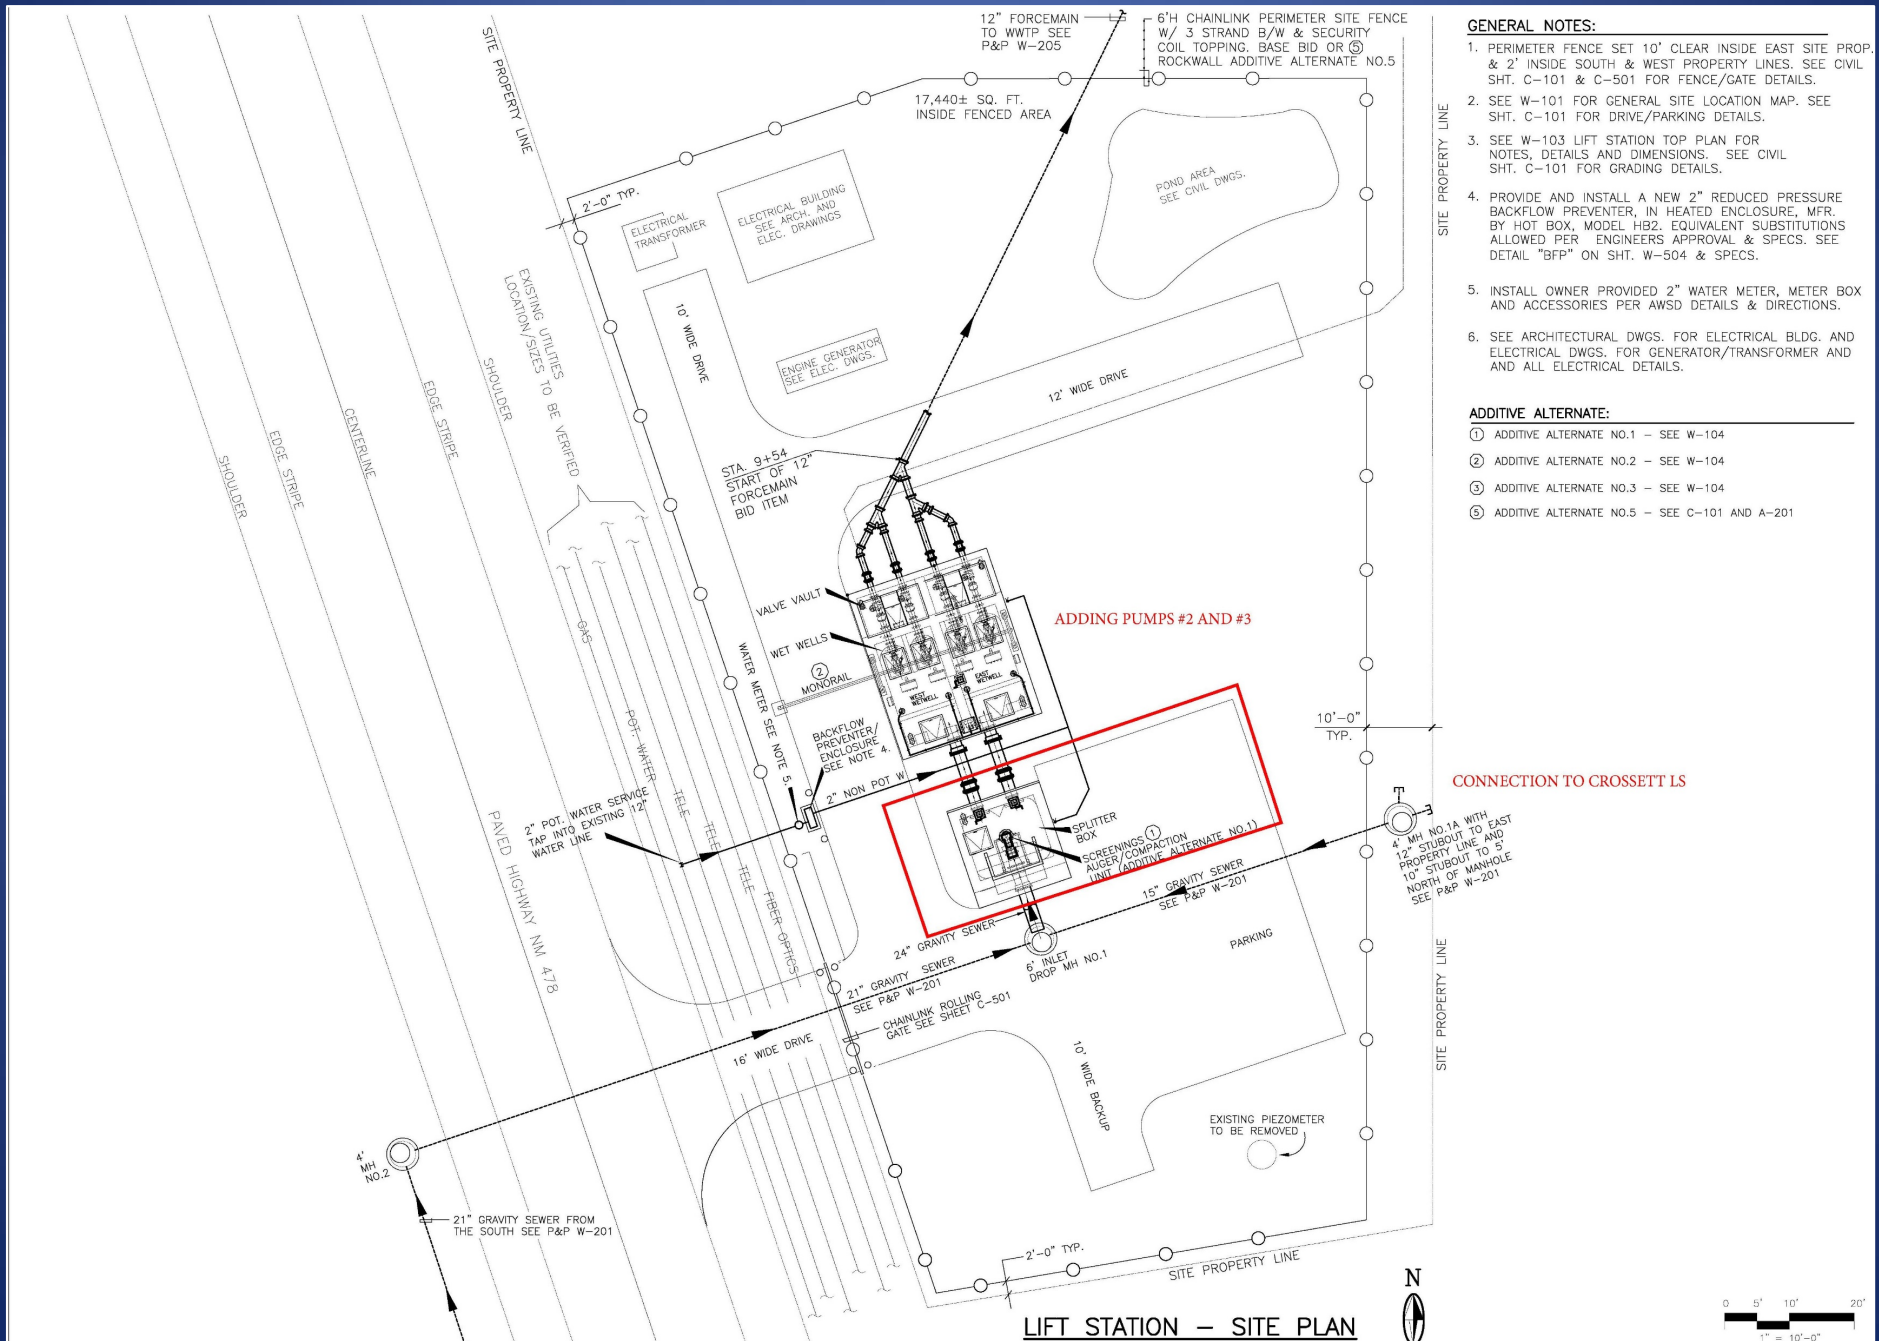 12" FORCEMAIN
TO WWTP SEE
P&P W-205
6'H CHAINLINK PERIMETER SITE FENCE
W/ 3 STRAND B/W & SECURITY
COIL TOPPING. BASE BID OR ⑤
ROCKWALL ADDITIVE ALTERNATE NO.5
17,440± SQ. FT.
INSIDE FENCED AREA
SITE PROPERTY LINE
2'-0" TYP.
ELECTRICAL
TRANSFORMER
ELECTRICAL BUILDING
SEE ARCH. AND
ELEC. DRAWINGS
POND AREA
SEE CIVIL DWGS.
SITE PROPERTY LINE
EXISTING UTILITIES
LOCATION/SIZES TO BE VERIFIED
10' WIDE DRIVE
ENGINE GENERATOR
SEE ELEC. DWGS.
12' WIDE DRIVE
SHOULDER
EDGE STRIPE
CENTERLINE
EDGE STRIPE
SHOULDER
STA. 9+54
START OF 12"
FORCEMAIN
BID ITEM
VALVE VAULT
WET WELLS
②
MONORAIL
WEST
WETWELL
EAST
WETWELL
ADDING PUMPS #2 AND #3
GAS
POT. WATER
TELE
TELE
TELE
FIBER OPTICS
WATER METER SEE NOTE 5.
BACKFLOW
PREVENTER/
ENCLOSURE
SEE NOTE 4.
2" NON POT W
2" POT. WATER SERVICE
TAP INTO EXISTING 12"
WATER LINE
PAVED HIGHWAY NM 478
SPLITTER
BOX
SCREENINGS ①
AUGER/COMPACTION
UNIT (ADDITIVE ALTERNATE NO.1)
10'-0"
TYP.
CONNECTION TO CROSSETT LS
4' MH NO.1A WITH
12" STUBOUT TO EAST
PROPERTY LINE AND
10" STUBOUT TO 5'
NORTH OF MANHOLE
SEE P&P W-201
15" GRAVITY SEWER
SEE P&P W-201
24" GRAVITY SEWER
6' INLET
DROP MH NO.1
PARKING
21" GRAVITY SEWER
SEE P&P W-201
CHAINLINK ROLLING
GATE SEE SHEET C-501
16' WIDE DRIVE
10' WIDE BACKUP
SITE PROPERTY LINE
EXISTING PIEZOMETER
TO BE REMOVED
4'
MH
NO.2
21" GRAVITY SEWER FROM
THE SOUTH SEE P&P W-201
2'-0" TYP.
SITE PROPERTY LINE
LIFT STATION – SITE PLAN
N
GENERAL NOTES:
1. PERIMETER FENCE SET 10' CLEAR INSIDE EAST SITE PROP.
& 2' INSIDE SOUTH & WEST PROPERTY LINES. SEE CIVIL
SHT. C-101 & C-501 FOR FENCE/GATE DETAILS.
2. SEE W-101 FOR GENERAL SITE LOCATION MAP. SEE
SHT. C-101 FOR DRIVE/PARKING DETAILS.
3. SEE W-103 LIFT STATION TOP PLAN FOR
NOTES, DETAILS AND DIMENSIONS. SEE CIVIL
SHT. C-101 FOR GRADING DETAILS.
4. PROVIDE AND INSTALL A NEW 2" REDUCED PRESSURE
BACKFLOW PREVENTER, IN HEATED ENCLOSURE, MFR.
BY HOT BOX, MODEL HB2. EQUIVALENT SUBSTITUTIONS
ALLOWED PER ENGINEERS APPROVAL & SPECS. SEE
DETAIL "BFP" ON SHT. W-504 & SPECS.
5. INSTALL OWNER PROVIDED 2" WATER METER, METER BOX
AND ACCESSORIES PER AWSD DETAILS & DIRECTIONS.
6. SEE ARCHITECTURAL DWGS. FOR ELECTRICAL BLDG. AND
ELECTRICAL DWGS. FOR GENERATOR/TRANSFORMER AND
AND ALL ELECTRICAL DETAILS.
ADDITIVE ALTERNATE:
① ADDITIVE ALTERNATE NO.1 – SEE W-104
② ADDITIVE ALTERNATE NO.2 – SEE W-104
③ ADDITIVE ALTERNATE NO.3 – SEE W-104
⑤ ADDITIVE ALTERNATE NO.5 – SEE C-101 AND A-201
0 5' 10' 20'
1" = 10'-0"